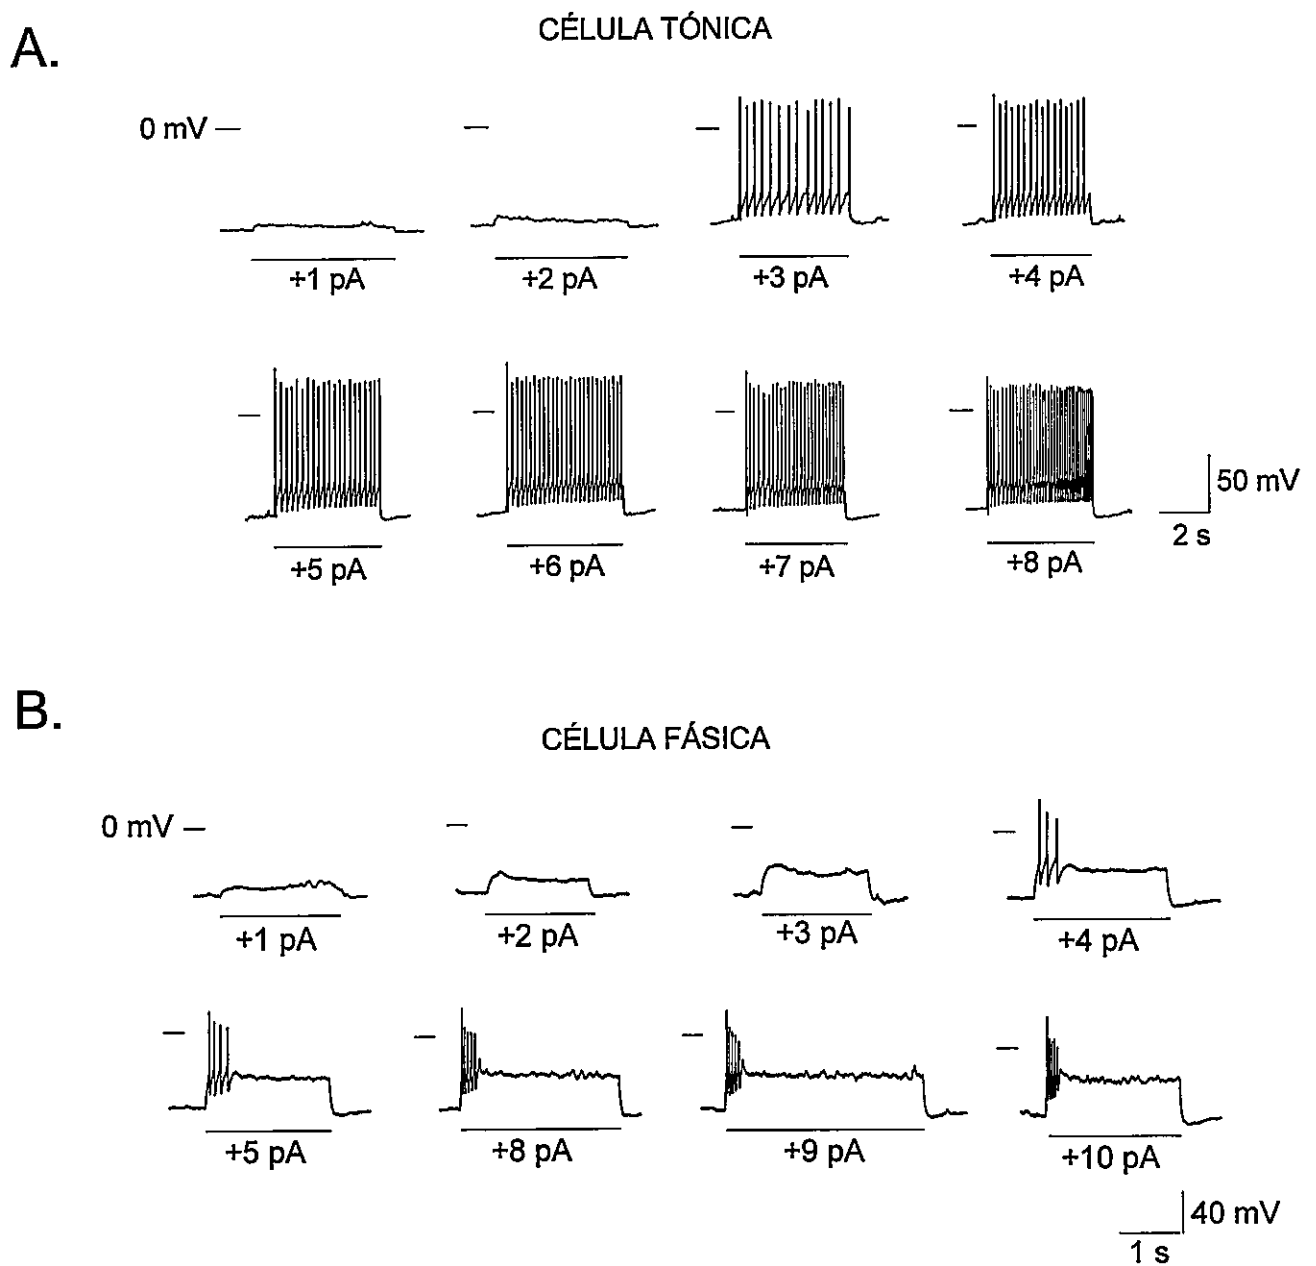 A.
CÉLULA TÓNICA
0 mV
+1 pA
+2 pA
+3 pA
+4 pA
+5 pA
+6 pA
+7 pA
+8 pA
50 mV
2 s
B.
CÉLULA FÁSICA
0 mV
+1 pA
+2 pA
+3 pA
+4 pA
+5 pA
+8 pA
+9 pA
+10 pA
40 mV
1 s